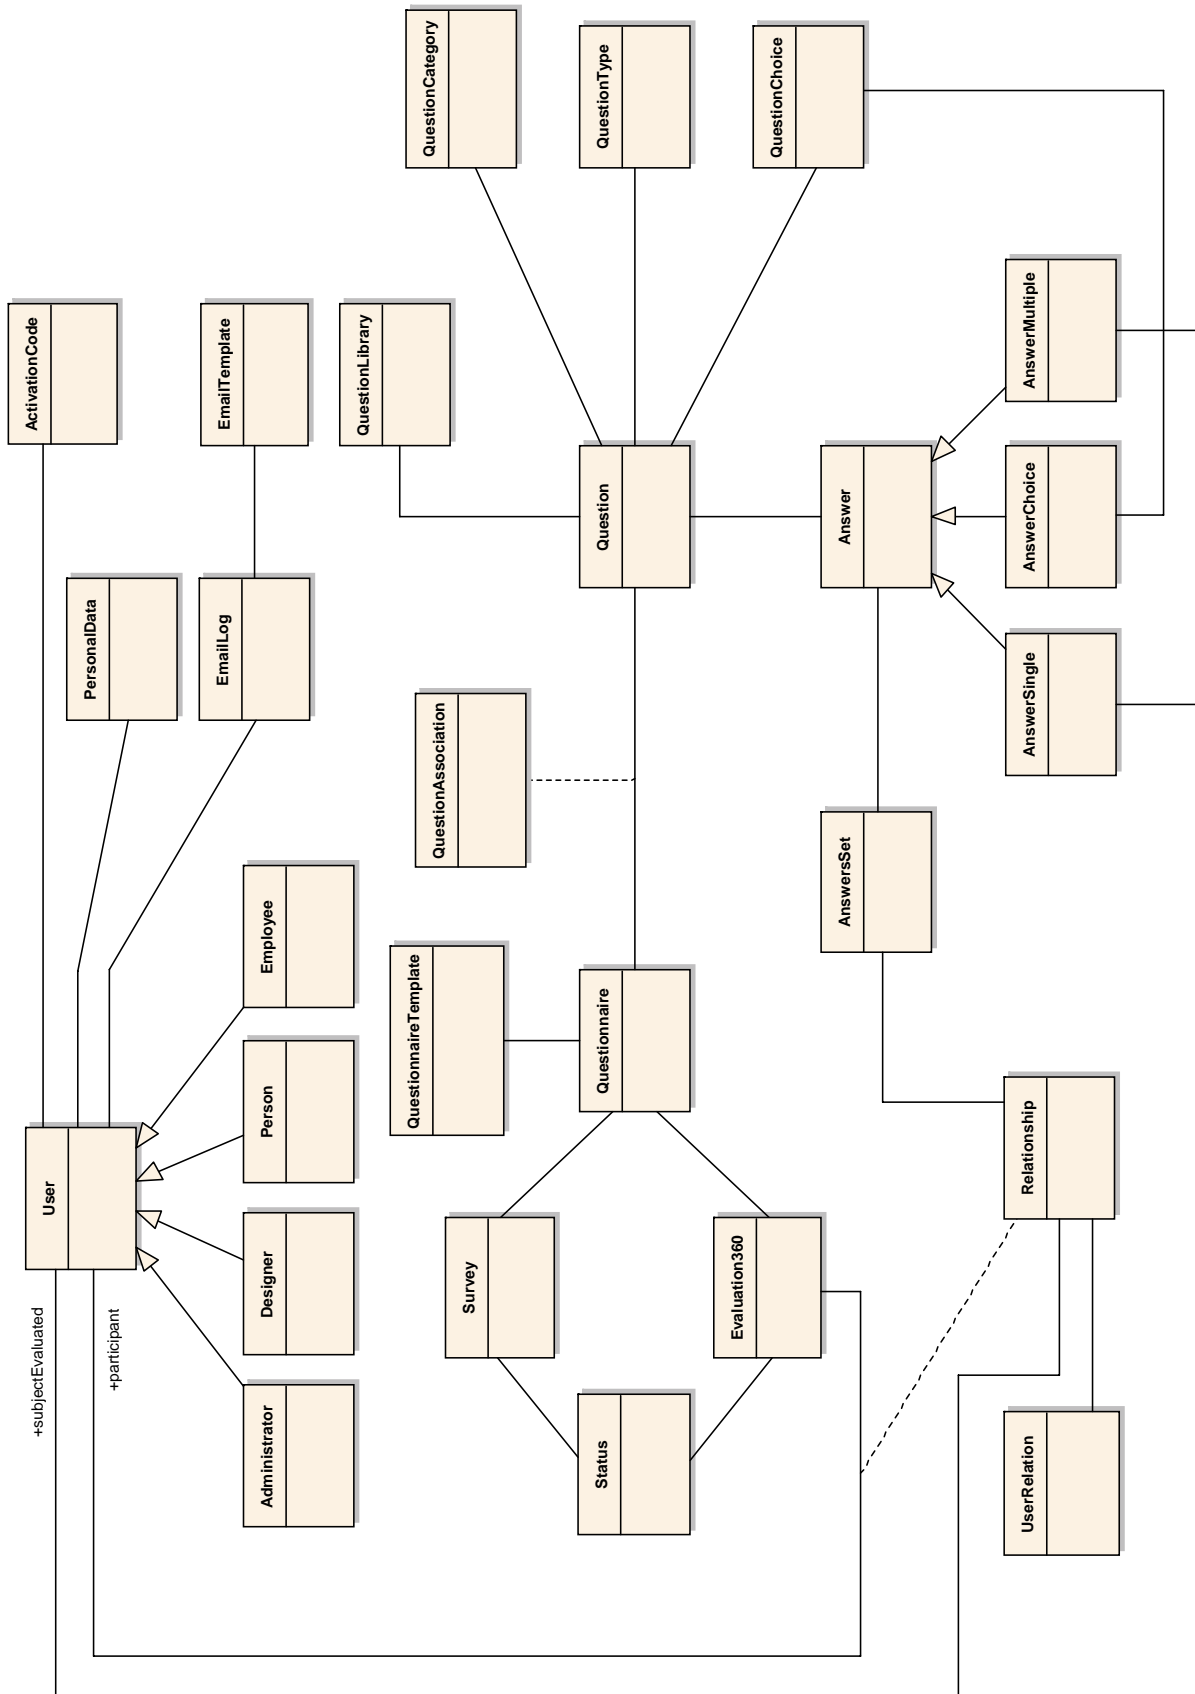 ActivationCode
PersonalData
EmailTemplate
EmailLog
User
+subjectEvaluated
+participant
Employee
Person
Designer
Administrator
QuestionLibrary
QuestionCategory
QuestionType
QuestionChoice
Question
QuestionAssociation
QuestionnaireTemplate
Questionnaire
Survey
Evaluation360
Status
Answer
AnswerMultiple
AnswerChoice
AnswerSingle
AnswersSet
Relationship
UserRelation